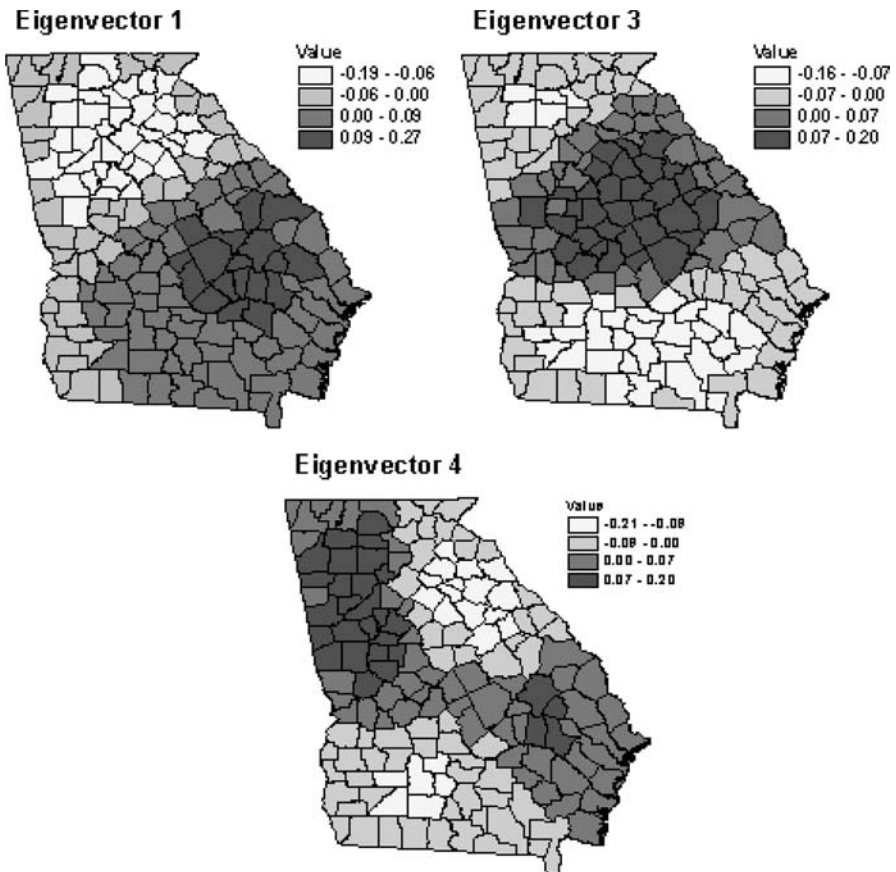 Eigenvector 1
Value
-0.19 - -0.06
-0.06 - 0.00
0.00 - 0.09
0.09 - 0.27
Eigenvector 3
Value
-0.16 - -0.07
-0.07 - 0.00
0.00 - 0.07
0.07 - 0.20
Eigenvector 4
Value
-0.21 - -0.08
-0.08 - 0.00
0.00 - 0.07
0.07 - 0.20